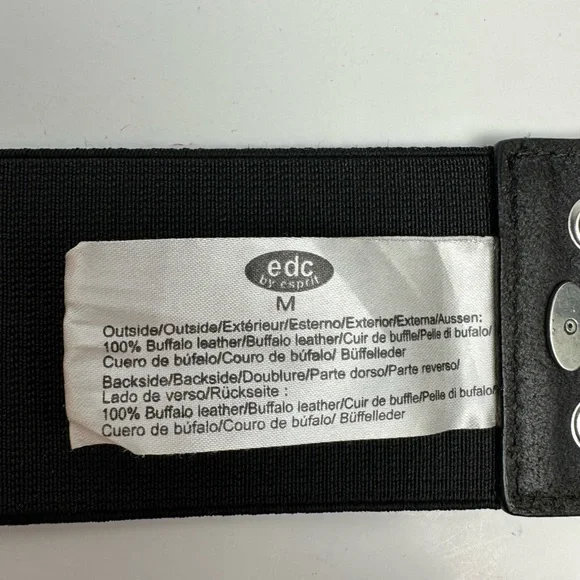 edc
by esprit
M
Outside/Outside/Extérieur/Esterno/Exterior/Externa/Aussen:
100% Buffalo leather/Buffalo leather/Cuir de buffle/Pelle di bufalo/
Cuero de búfalo/Couro de búfalo/ Büffelleder
Backside/Backside/Doublure/Parte dorso/Parte reverso/
Lado de verso/Rückseite :
100% Buffalo leather/Buffalo leather/Cuir de buffle/Pelle di bufalo/
Cuero de búfalo/Couro de búfalo/ Büffelleder